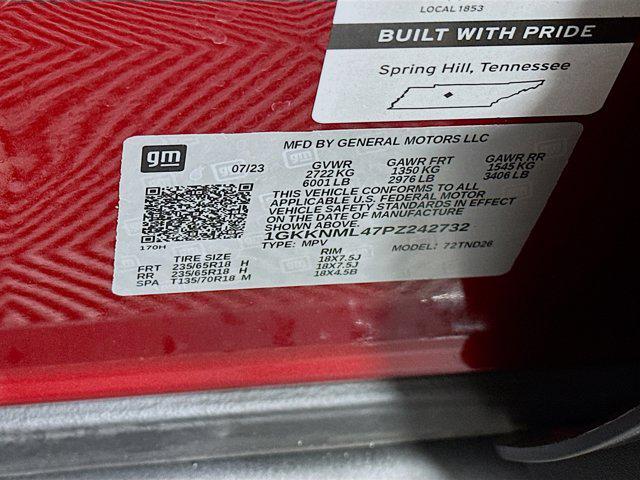 LOCAL 1853
BUILT WITH PRIDE
Spring Hill, Tennessee
MFD BY GENERAL MOTORS LLC
gm
07/23
GVWR GAWR FRT GAWR RR
2722 KG 1350 KG 1545 KG
6001 LB 2976 LB 3406 LB
THIS VEHICLE CONFORMS TO ALL
APPLICABLE U.S. FEDERAL MOTOR
VEHICLE SAFETY STANDARDS IN EFFECT
ON THE DATE OF MANUFACTURE
SHOWN ABOVE.
1GKKNML47PZ242732
TYPE: MPV MODEL: 72TND26
170H
TIRE SIZE RIM
FRT 235/65R18 H 18X7.5J
RR 235/65R18 H 18X7.5J
SPA T135/70R18 M 18X4.5B